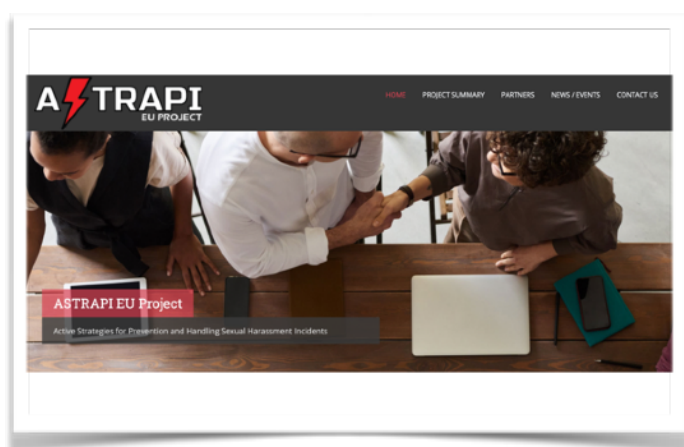 ASTRAPI
EU PROJECT
HOME PROJECT SUMMARY PARTNERS NEWS / EVENTS CONTACT US
ASTRAPI EU Project
Active Strategies for Prevention and Handling Sexual Harassment Incidents